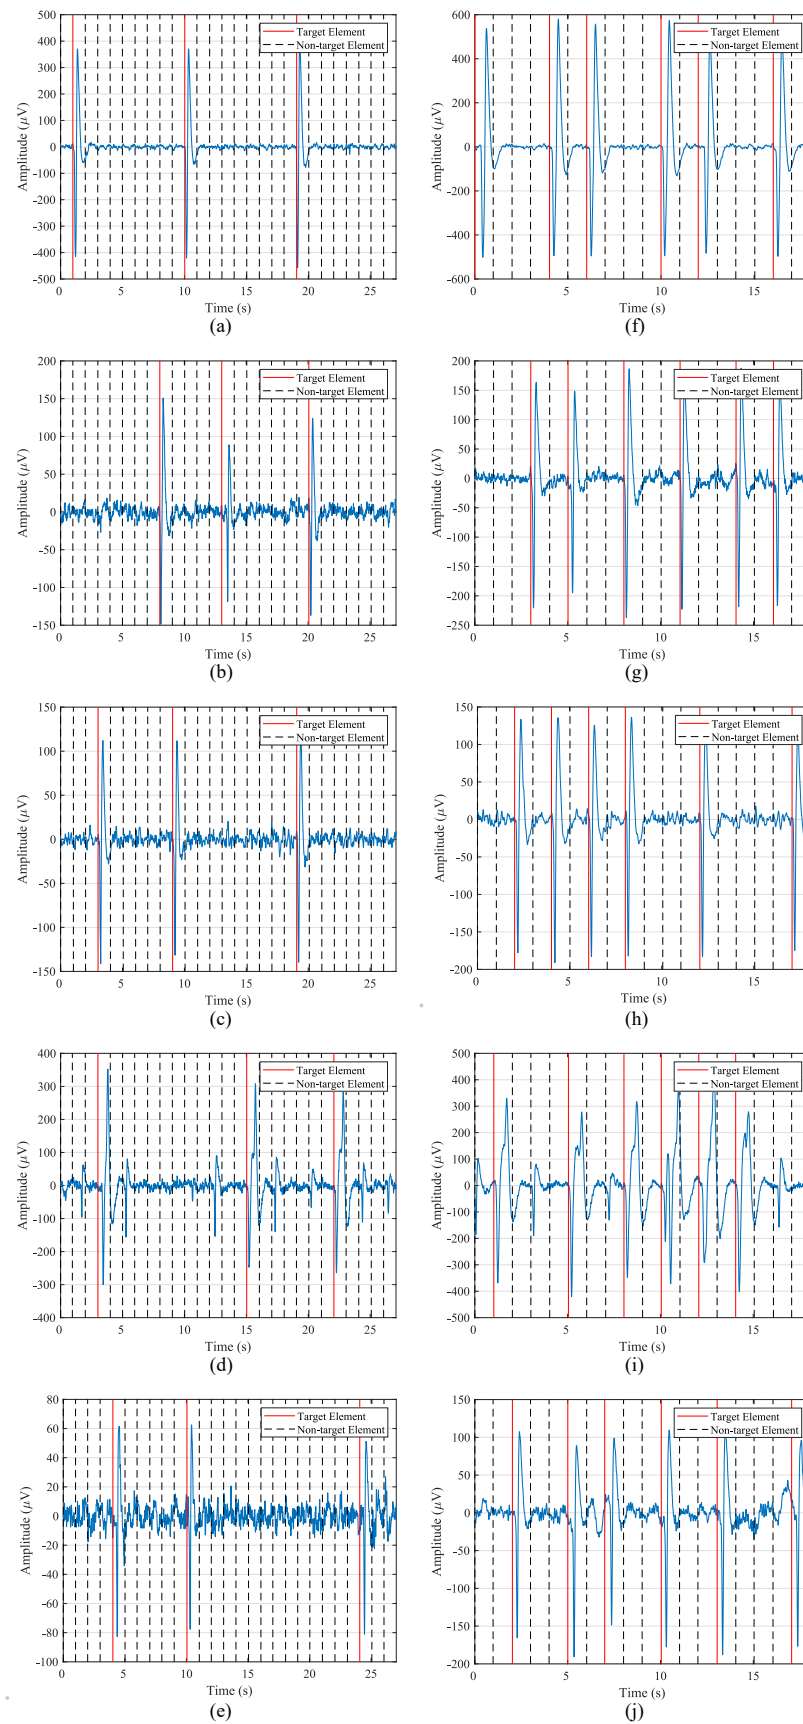 500
400
300
200
100
0
-100
-200
-300
-400
-500
Amplitude (μV)
0 5 10 15 20 25
Time (s)
Target Element
Non-target Element
(a)
600
400
200
0
-200
-400
-600
Amplitude (μV)
0 5 10 15
Time (s)
Target Element
Non-target Element
(f)
200
150
100
50
0
-50
-100
-150
Amplitude (μV)
0 5 10 15 20 25
Time (s)
Target Element
Non-target Element
(b)
200
150
100
50
0
-50
-100
-150
-200
-250
Amplitude (μV)
0 5 10 15
Time (s)
Target Element
Non-target Element
(g)
150
100
50
0
-50
-100
-150
Amplitude (μV)
0 5 10 15 20 25
Time (s)
Target Element
Non-target Element
(c)
150
100
50
0
-50
-100
-150
-200
Amplitude (μV)
0 5 10 15
Time (s)
Target Element
Non-target Element
(h)
400
300
200
100
0
-100
-200
-300
-400
Amplitude (μV)
0 5 10 15 20 25
Time (s)
Target Element
Non-target Element
(d)
500
400
300
200
100
0
-100
-200
-300
-400
-500
Amplitude (μV)
0 5 10 15
Time (s)
Target Element
Non-target Element
(i)
80
60
40
20
0
-20
-40
-60
-80
-100
Amplitude (μV)
0 5 10 15 20 25
Time (s)
Target Element
Non-target Element
(e)
150
100
50
0
-50
-100
-150
-200
Amplitude (μV)
0 5 10 15
Time (s)
Target Element
Non-target Element
(j)